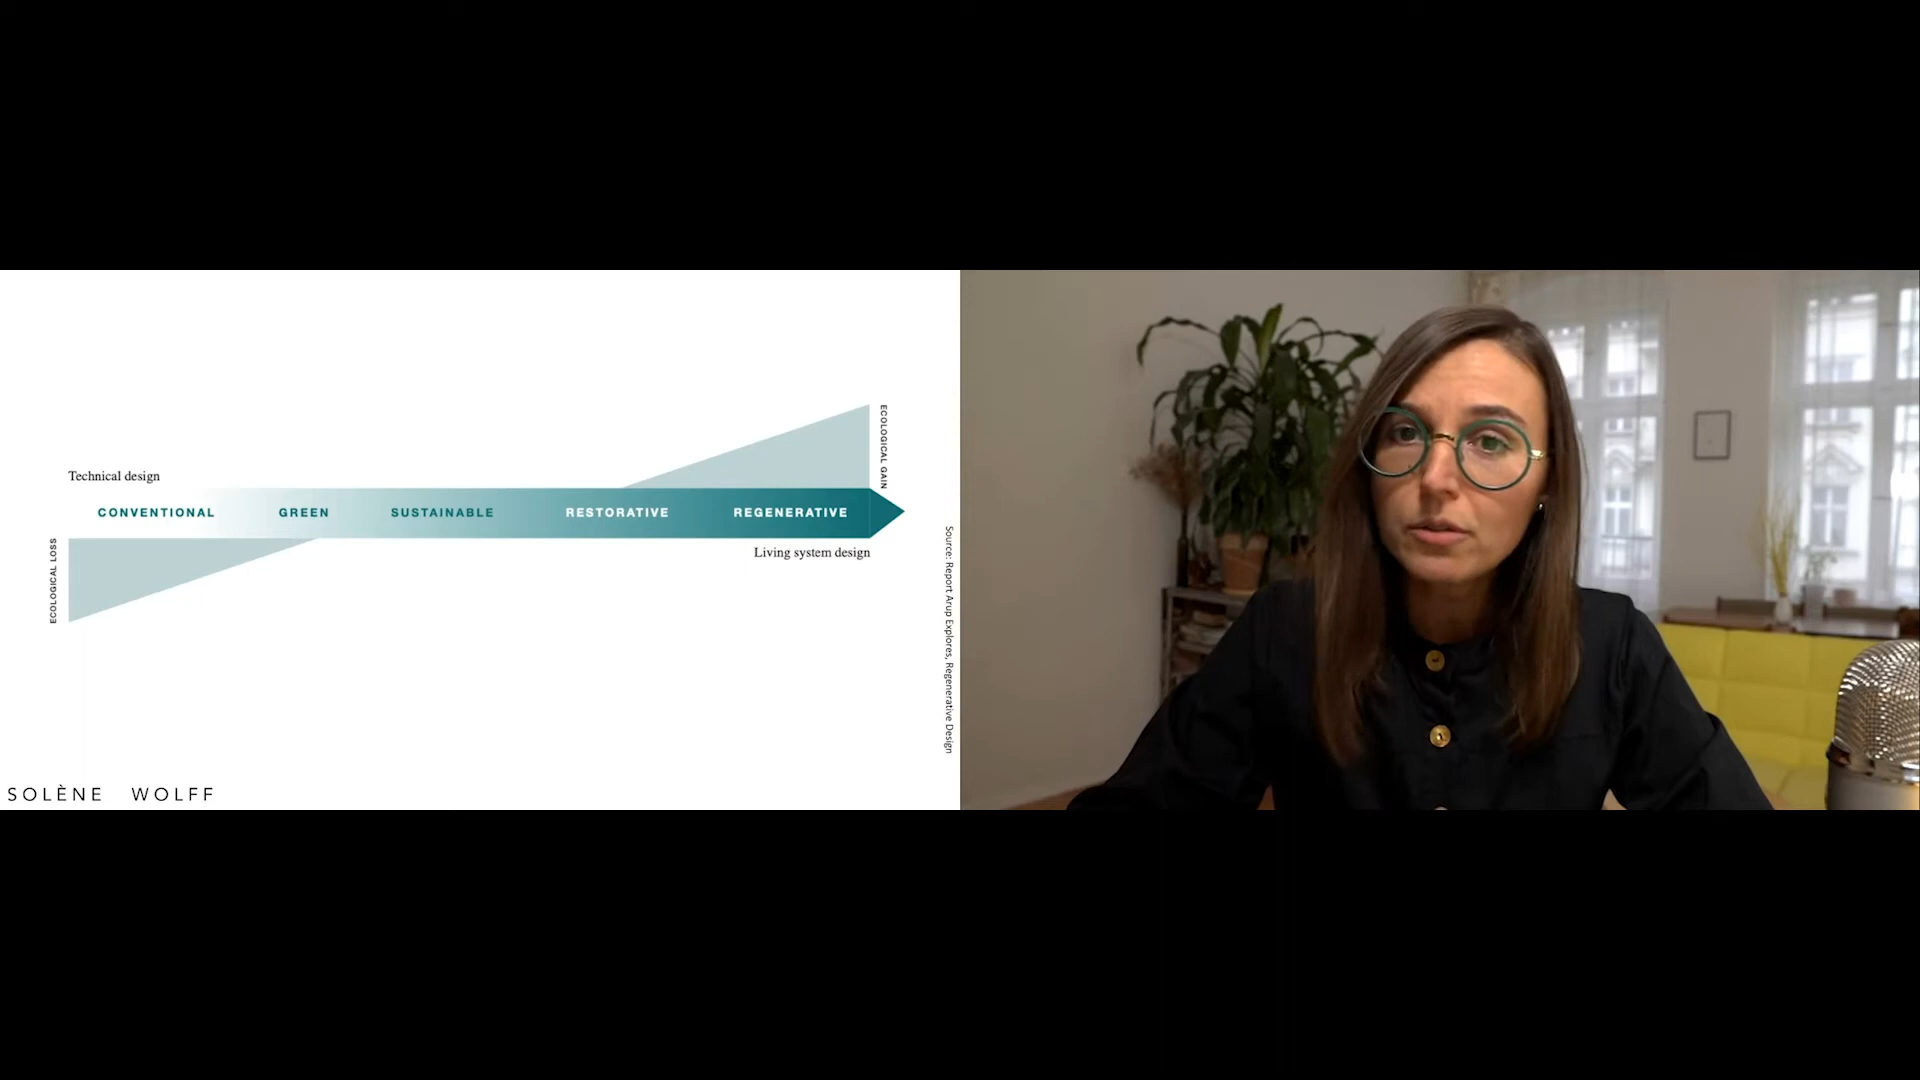 ECOLOGICAL GAIN
Technical design
CONVENTIONAL GREEN SUSTAINABLE RESTORATIVE REGENERATIVE
Living system design
ECOLOGICAL LOSS
Source: Report Arup Explores, Regenerative Design
SOLÈNE WOLFF